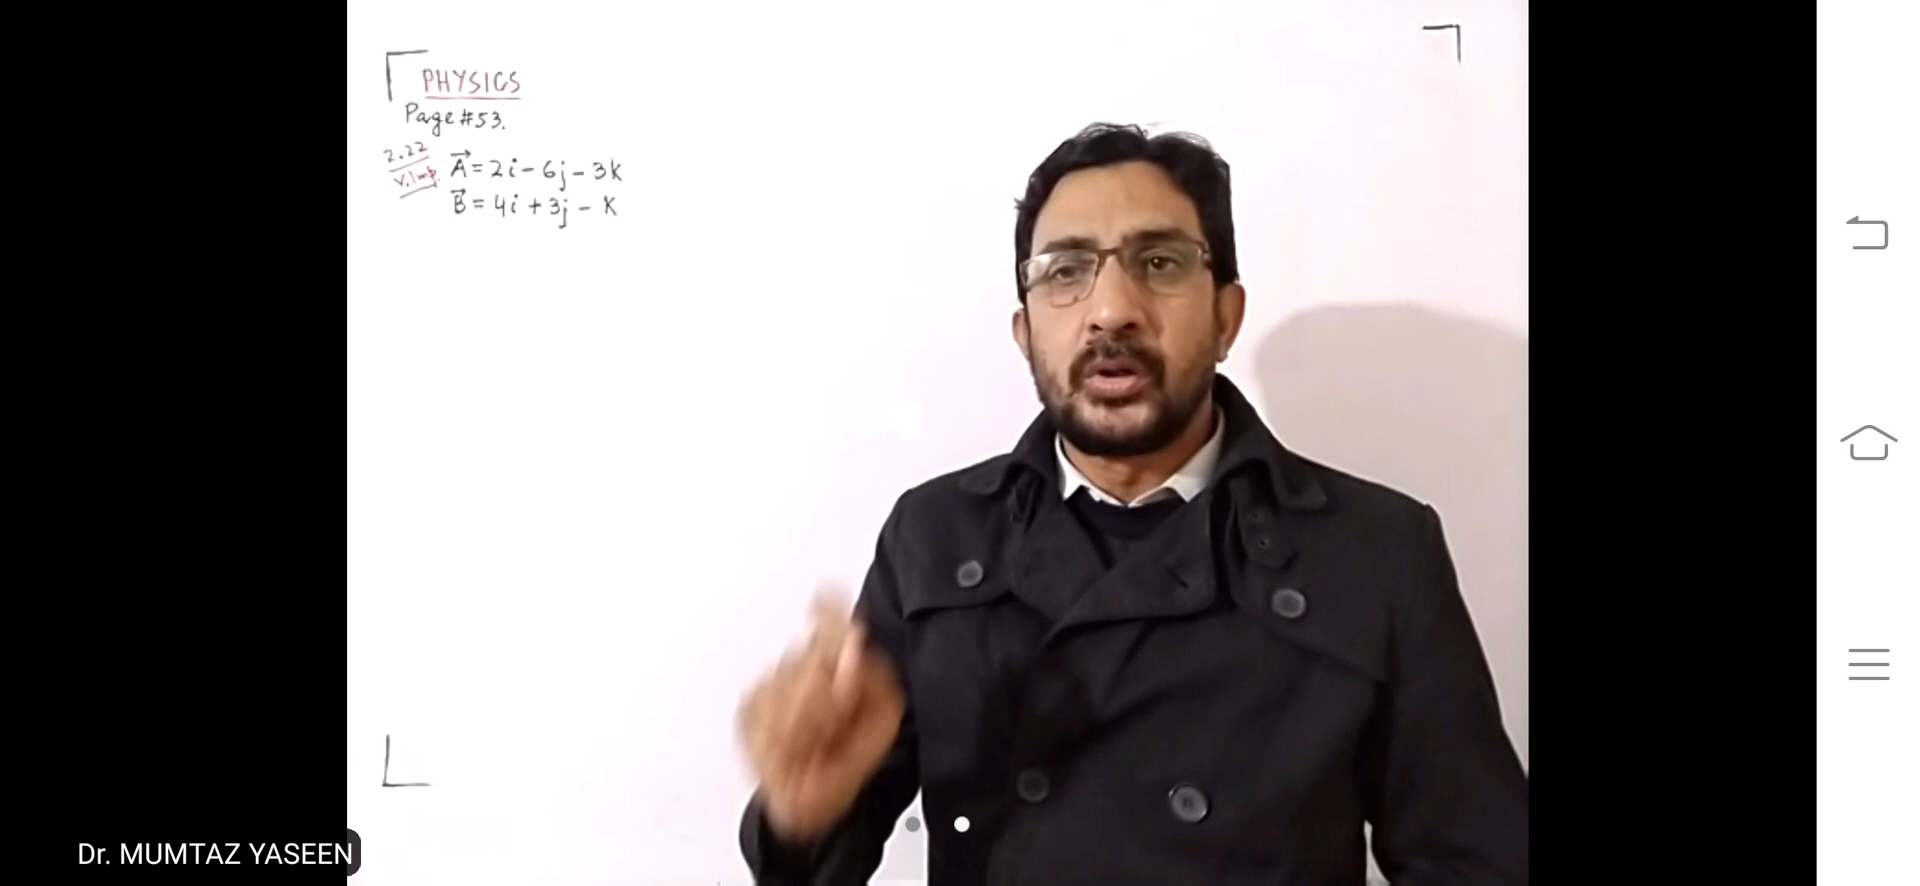 PHYSICS
Page #53.
2.22
V.Imp.
A⃗ = 2i - 6j - 3k
B⃗ = 4i + 3j - k
Dr. MUMTAZ YASEEN